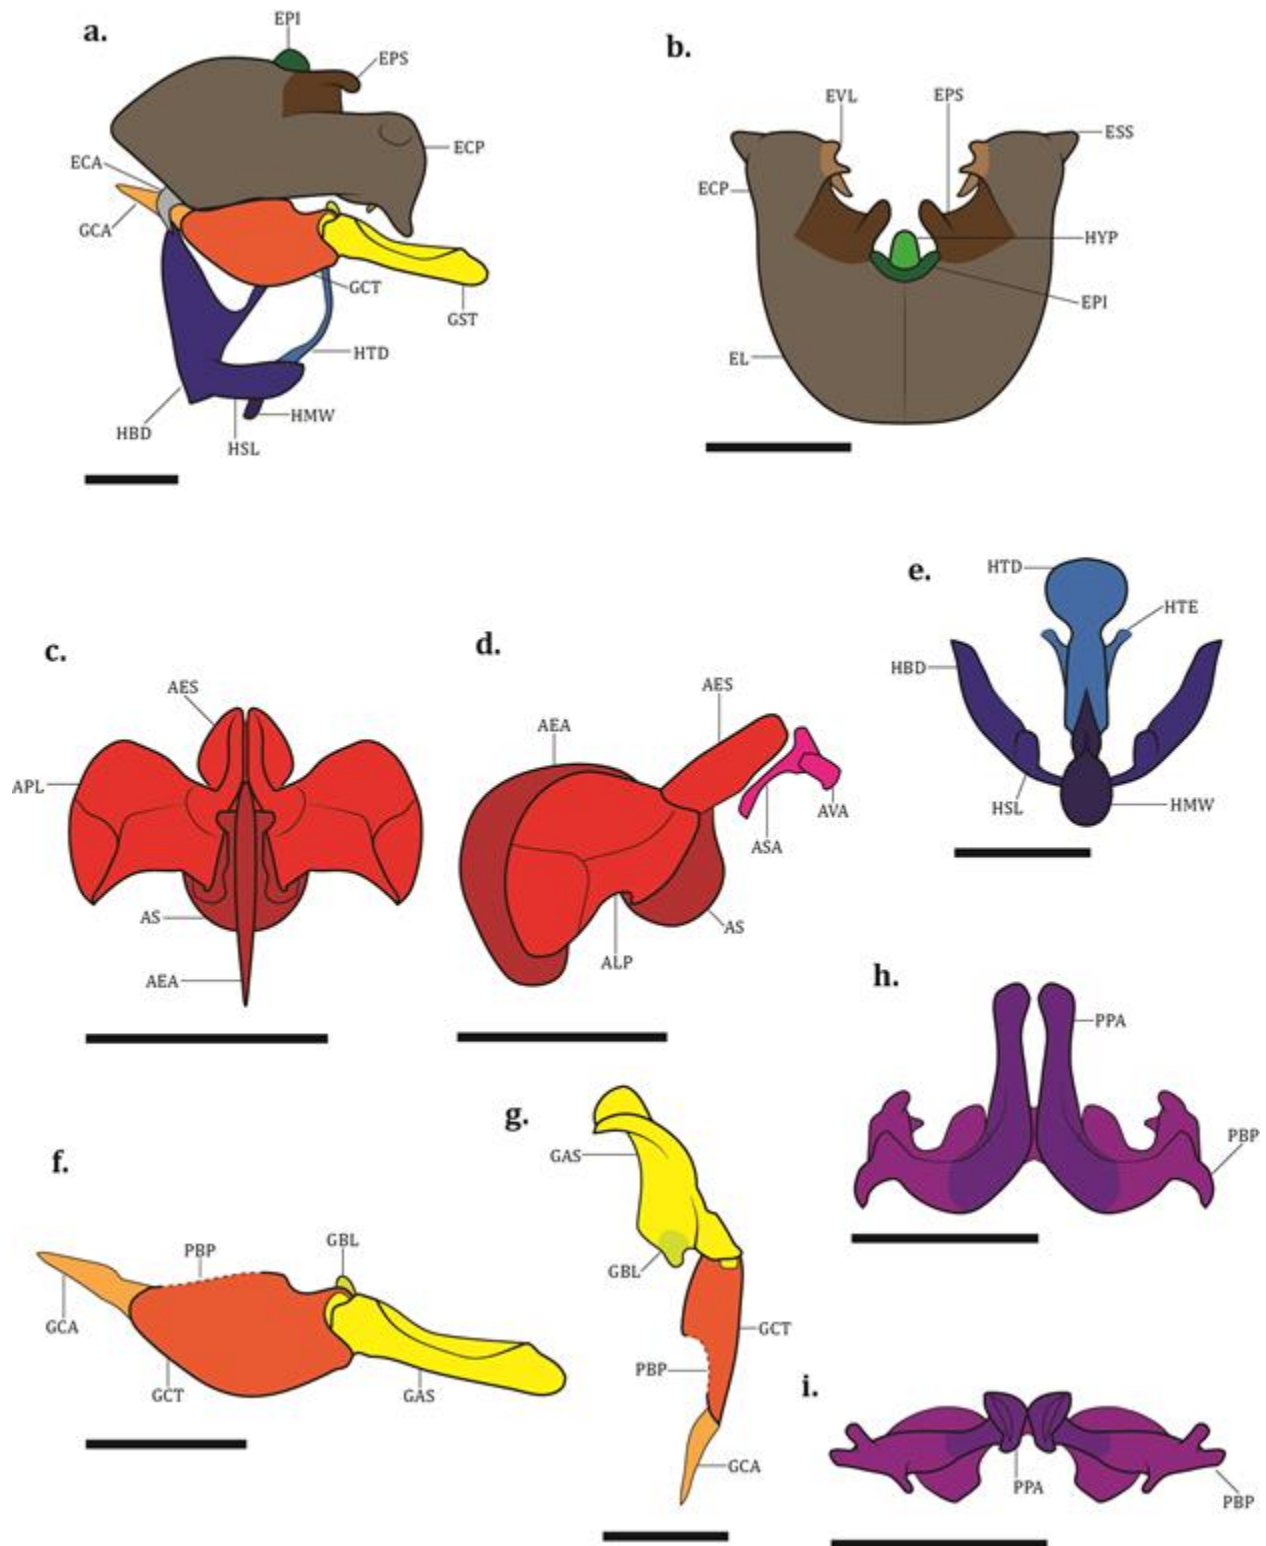 a.
EPI
EPS
ECP
ECA
GCA
GCT
GST
HTD
HMW
HBD
HSL
b.
EVL
EPS
ESS
ECP
HYP
EPI
EL
c.
AES
APL
AS
AEA
d.
AES
AEA
AVA
ASA
AS
ALP
e.
HTD
HTE
HBD
HSL
HMW
f.
PBP
GBL
GCA
GCT
GAS
g.
GAS
GBL
GCT
PBP
GCA
h.
PPA
PBP
i.
PPA
PBP